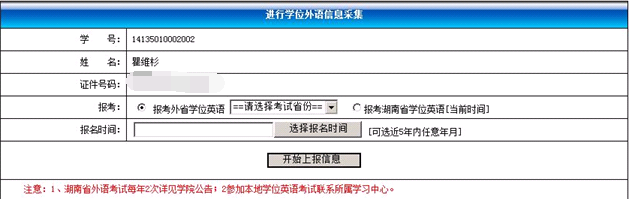 进行学位外语信息采集
学 号: 14135010002002
姓 名: 瞿维杉
证件号码:
报考: 报考外省学位英语 ==请选择考试省份== 报考湖南省学位英语[当前时间]
报名时间: 选择报名时间 [可选近5年内任意年月]
开始上报信息
注意：1、湖南省外语考试每年2次详见学院公告；2参加本地学位英语考试联系所属学习中心。